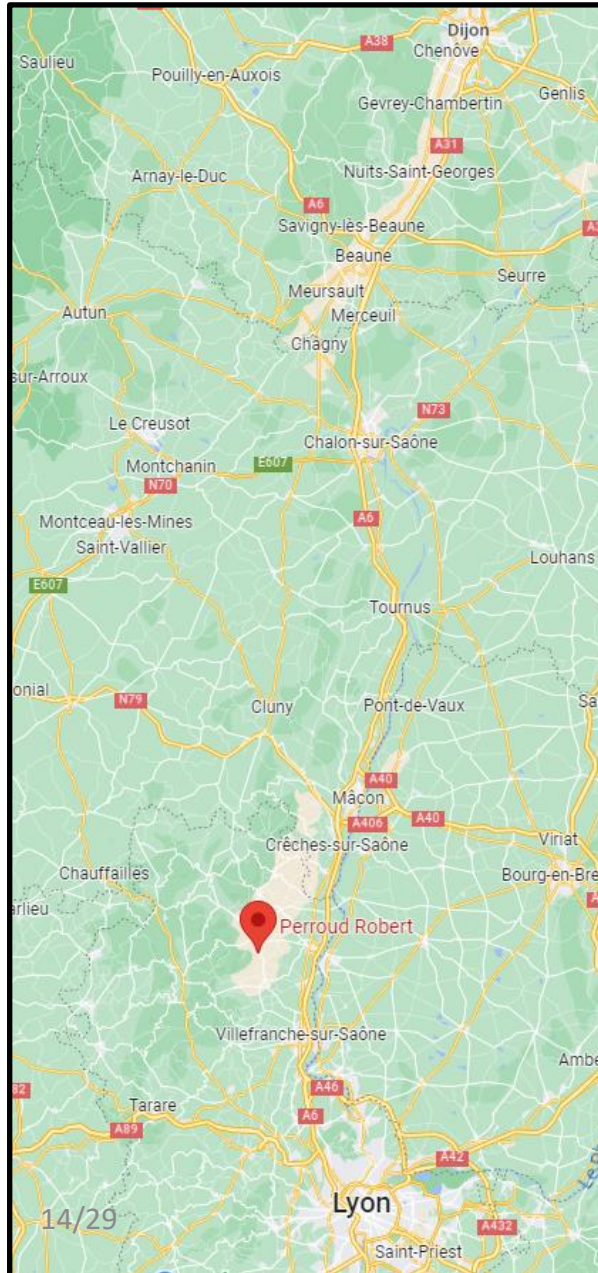 Dijon
A38
Chenôve
Saulieu
Pouilly-en-Auxois
Genlis
Gevrey-Chambertin
A31
Nuits-Saint-Georges
Arnay-le-Duc
A6
Savigny-lès-Beaune
Beaune
Seurre
Meursault
Autun
Merceuil
Chagny
sur-Arroux
N73
Le Creusot
Chalon-sur-Saône
Montchanin
E607
N70
A6
Montceau-les-Mines
Saint-Vallier
Louhans
E607
Tournus
onial
N79
Cluny
Pont-de-Vaux
Sa
A40
Mâcon
A406
A40
Viriat
Crêches-sur-Saône
Chauffailles
Bourg-en-Bre
arlieu
Perroud Robert
Villefranche-sur-Saône
Ambe
82
A46
Tarare
A6
A89
A42
Lyon
14/29
A432
Saint-Priest